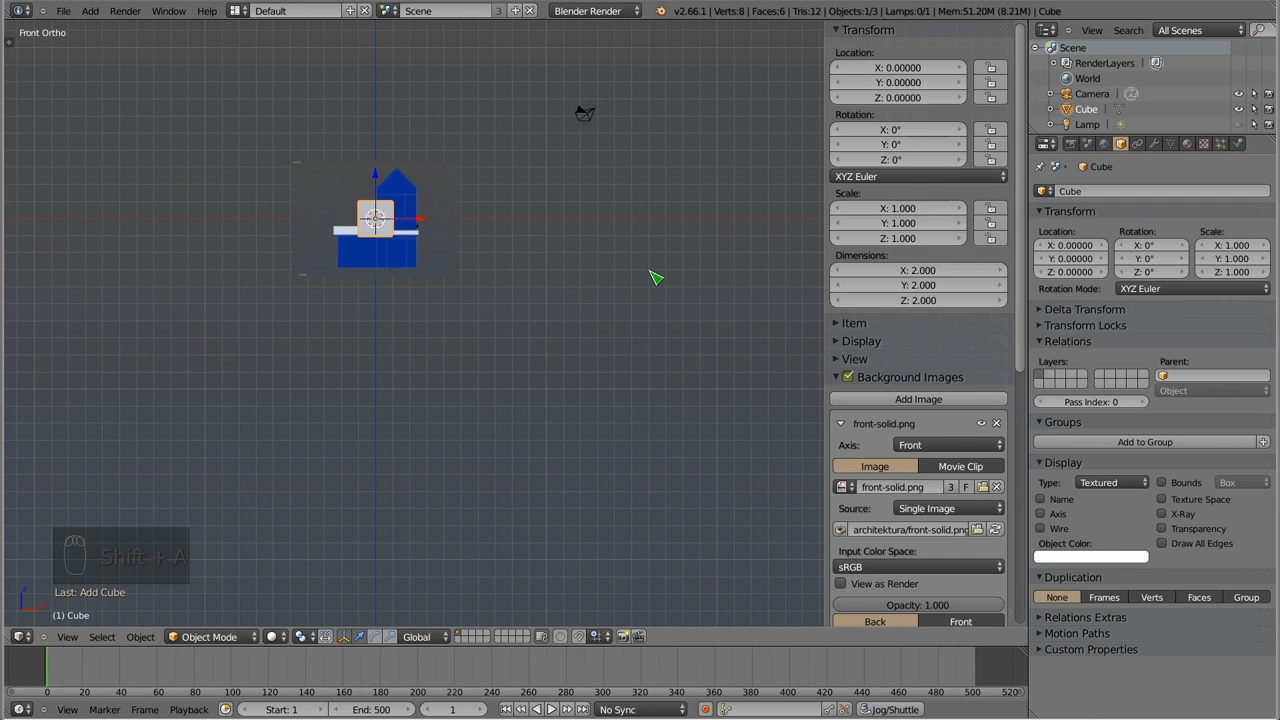 File Add Render Window Help Default Scene 3 Blender Render v2.66.1 | Verts:8 | Faces:6 | Tris:12 | Objects:1/3 | Lamps:0/1 | Mem:51.20M (8.21M) | Cube
Front Ortho
Shift + A
Last: Add Cube
(1) Cube
Transform
Location:
X: 0.00000
Y: 0.00000
Z: 0.00000
Rotation:
X: 0°
Y: 0°
Z: 0°
XYZ Euler
Scale:
X: 1.000
Y: 1.000
Z: 1.000
Dimensions:
X: 2.000
Y: 2.000
Z: 2.000
Item
Display
View
Background Images
Add Image
front-solid.png
Axis: Front
Image Movie Clip
front-solid.png 3 F
Source: Single Image
architektura/front-solid.png
Input Color Space:
sRGB
View as Render
Opacity: 1.000
Back Front
View Search All Scenes
Scene
RenderLayers
World
Camera
Cube
Lamp
Cube
Cube
Transform
Location: Rotation: Scale:
X: 0.00000 X: 0° X: 1.000
Y: 0.00000 Y: 0° Y: 1.000
Z: 0.00000 Z: 0° Z: 1.000
Rotation Mode: XYZ Euler
Delta Transform
Transform Locks
Relations
Layers: Parent:
Object
Pass Index: 0
Groups
Add to Group
Display
Type: Textured Bounds Box
Name Texture Space
Axis X-Ray
Wire Transparency
Object Color: Draw All Edges
Duplication
None Frames Verts Faces Group
Relations Extras
Motion Paths
Custom Properties
View Select Object Object Mode Global
0 20 40 60 80 100 120 140 160 180 200 220 240 260 280 300 320 340 360 380 400 420 440 460 480 500 520
View Marker Frame Playback Start: 1 End: 500 1 No Sync Jog/Shuttle